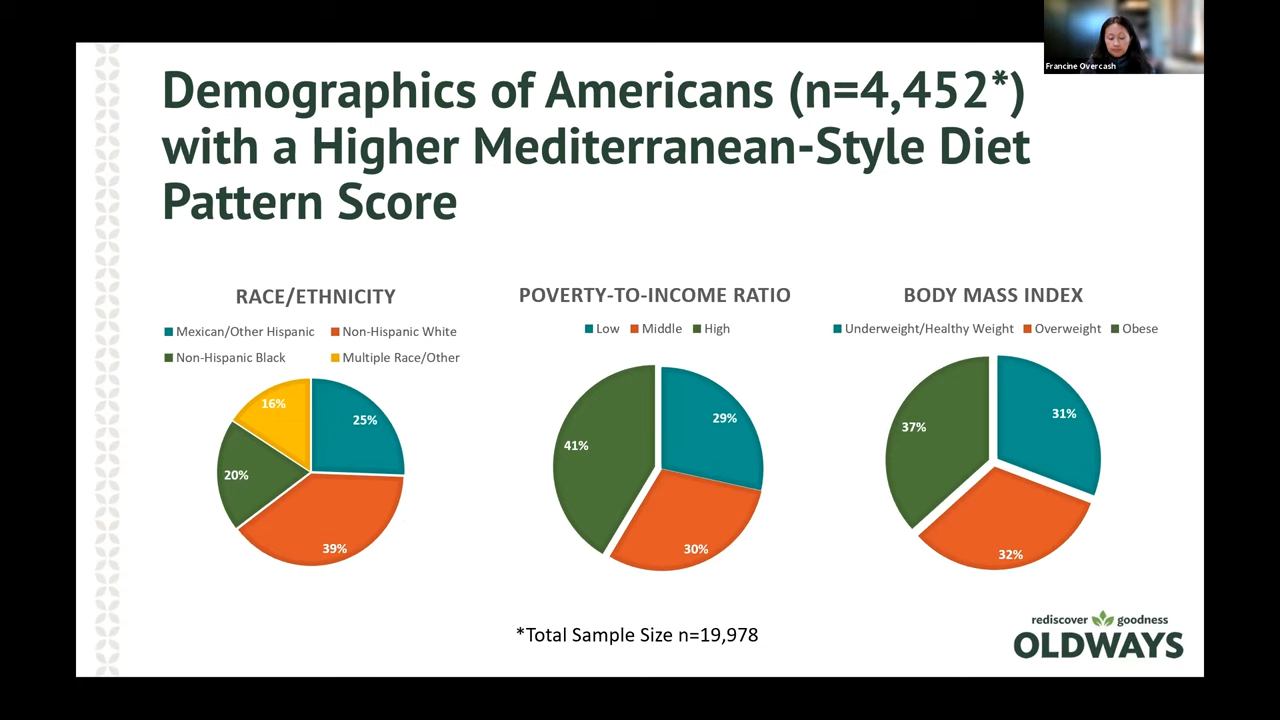 Francine Overcash
Demographics of Americans (n=4,452*)
with a Higher Mediterranean-Style Diet
Pattern Score
RACE/ETHNICITY
Mexican/Other Hispanic
Non-Hispanic White
Non-Hispanic Black
Multiple Race/Other
16%
25%
20%
39%
POVERTY-TO-INCOME RATIO
Low
Middle
High
29%
41%
30%
BODY MASS INDEX
Underweight/Healthy Weight
Overweight
Obese
31%
37%
32%
*Total Sample Size n=19,978
rediscover goodness
OLDWAYS